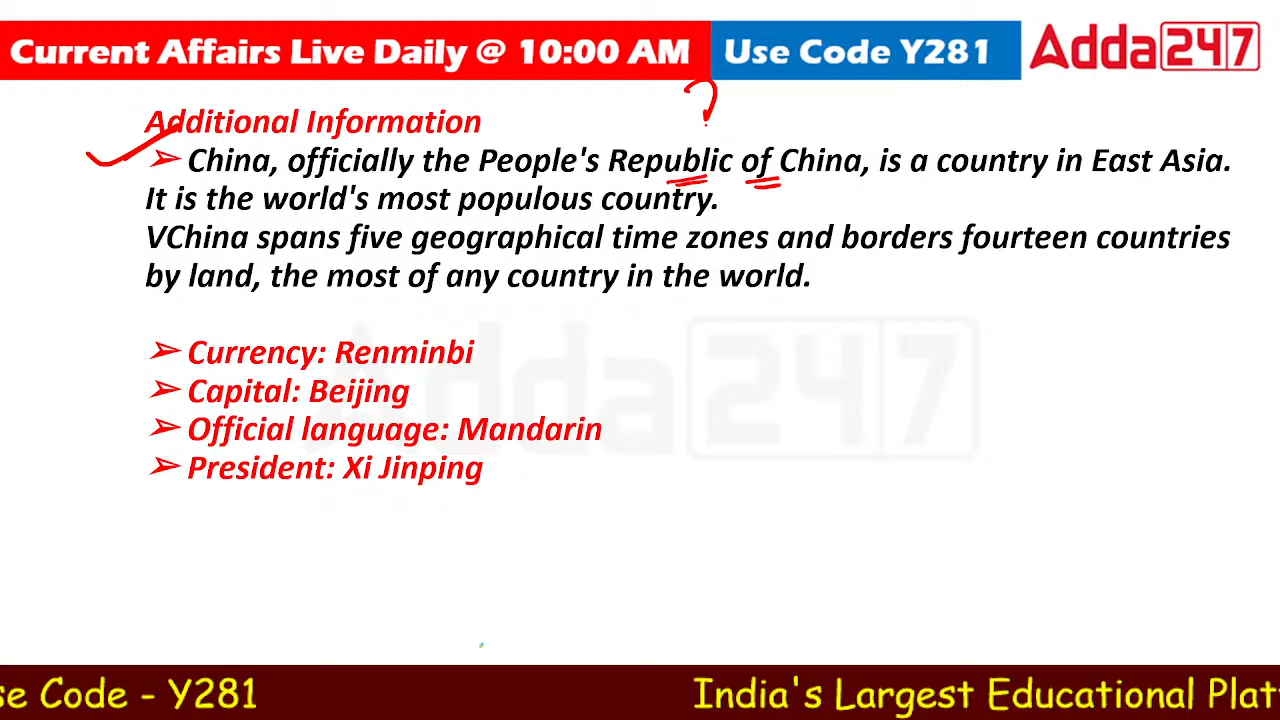 Current Affairs Live Daily @ 10:00 AM
Use Code Y281
Adda247
Additional Information
➢ China, officially the People's Republic of China, is a country in East Asia.
It is the world's most populous country.
VChina spans five geographical time zones and borders fourteen countries
by land, the most of any country in the world.
➢ Currency: Renminbi
➢ Capital: Beijing
➢ Official language: Mandarin
➢ President: Xi Jinping
Adda247
se Code - Y281
India's Largest Educational Plat